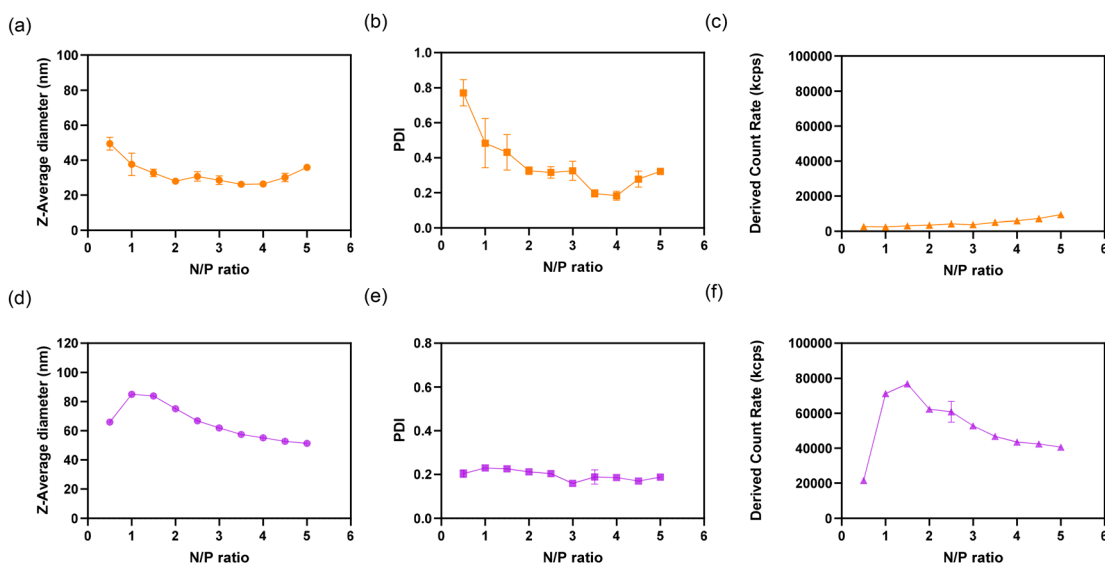 (a)
(b)
(c)
100
80
60
40
20
0
Z-Average diameter (nm)
0 1 2 3 4 5 6
N/P ratio
1.0
0.8
0.6
0.4
0.2
0.0
PDI
0 1 2 3 4 5 6
N/P ratio
100000
80000
60000
40000
20000
0
Derived Count Rate (kcps)
0 1 2 3 4 5 6
N/P ratio
(d)
(e)
(f)
120
100
80
60
40
20
0
Z-Average diameter (nm)
0 1 2 3 4 5 6
N/P ratio
0.8
0.6
0.4
0.2
0.0
PDI
0 1 2 3 4 5 6
N/P ratio
100000
80000
60000
40000
20000
0
Derived Count Rate (kcps)
0 1 2 3 4 5 6
N/P ratio